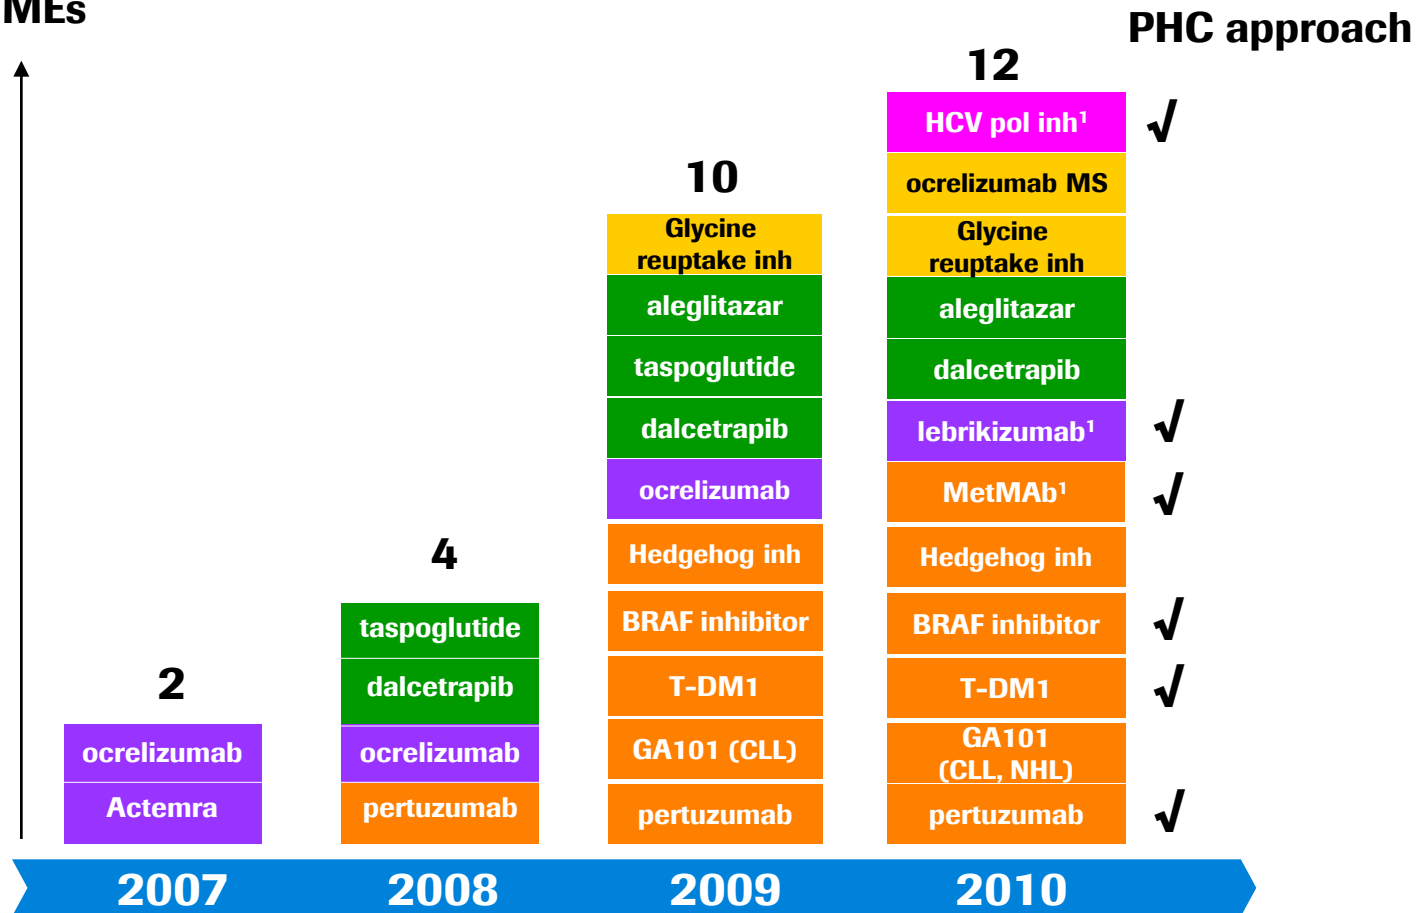 MEs
PHC approach
12
HCV pol inh¹
√
ocrelizumab MS
10
Glycine
reuptake inh
Glycine
reuptake inh
aleglitazar
aleglitazar
taspoglutide
dalcetrapib
dalcetrapib
lebrikizumab¹
√
ocrelizumab
MetMAb¹
√
4
Hedgehog inh
Hedgehog inh
taspoglutide
BRAF inhibitor
BRAF inhibitor
√
2
dalcetrapib
T-DM1
T-DM1
√
ocrelizumab
ocrelizumab
GA101 (CLL)
GA101
(CLL, NHL)
Actemra
pertuzumab
pertuzumab
pertuzumab
√
2007
2008
2009
2010